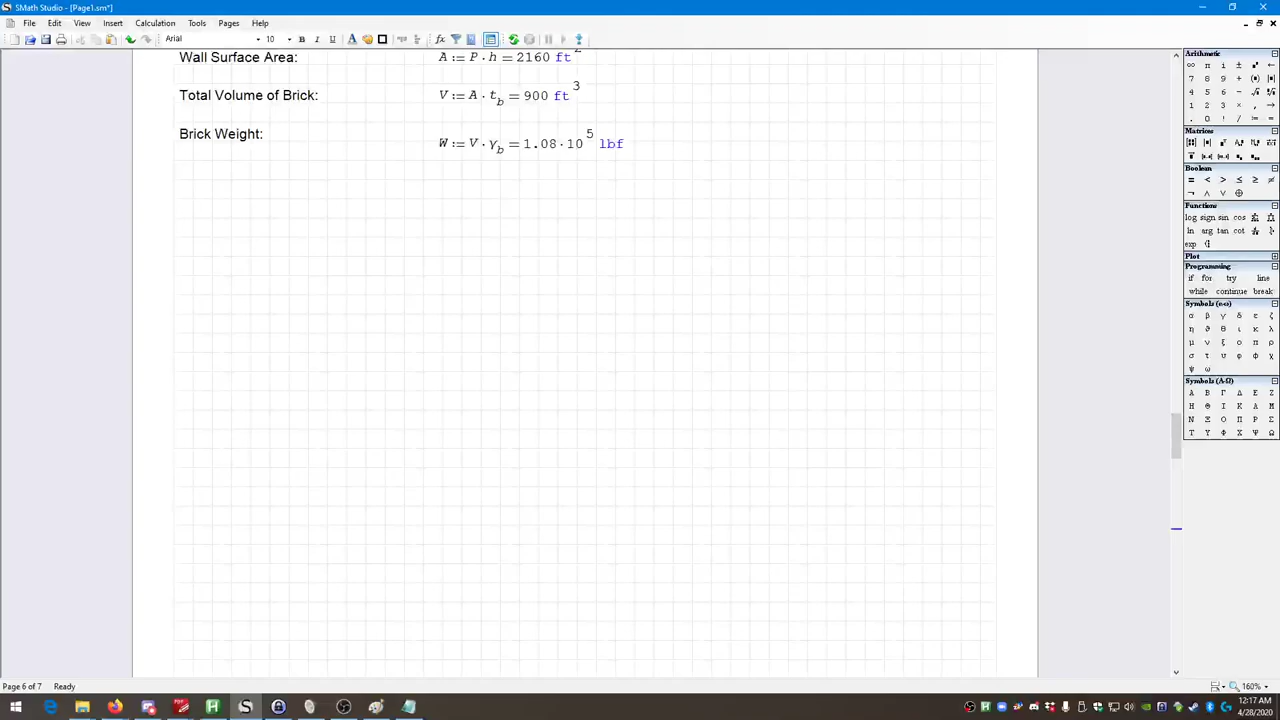 SMath Studio - [Page1.sm*]
File Edit View Insert Calculation Tools Pages Help
Arial 10 B I U
Wall Surface Area: A := P · h = 2160 ft 2
Total Volume of Brick: V := A · t b = 900 ft 3
Brick Weight: W := V · γ b = 1.08 · 10 5 lbf
Arithmetic
Matrices
Boolean
Functions
log sign sin cos
ln arg tan cot
exp
Plot
Programming
if for try line
while continue break
Symbols (α-ω)
α β γ δ ε ζ
Symbols (Α-Ω)
Α Β Γ Δ Ε Ζ
Η Θ Ι Κ Λ Μ
Ν Ξ Ο Π Ρ Σ
Τ Υ Φ Χ Ψ Ω
Page 6 of 7 Ready
160%
12:17 AM
4/28/2020